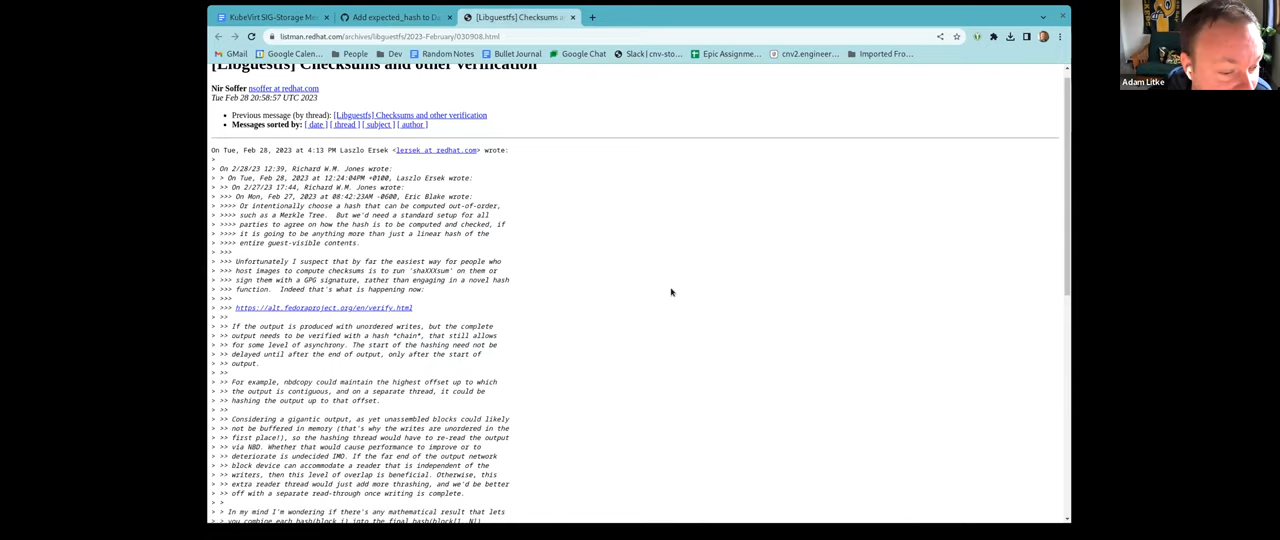 KubeVirt SIG-Storage Me
Add expected_hash to Da
[Libguestfs] Checksums a
listman.redhat.com/archives/libguestfs/2023-February/030908.html
GMail
Google Calen...
People
Dev
Random Notes
Bullet Journal
Google Chat
Slack | cnv-sto...
Epic Assignme...
cnv2.engineer...
Imported Fro...
[Libguestfs] Checksums and other verification
Nir Soffer nsoffer at redhat.com
Tue Feb 28 20:58:57 UTC 2023
• Previous message (by thread): [Libguestfs] Checksums and other verification
• Messages sorted by: [ date ] [ thread ] [ subject ] [ author ]
On Tue, Feb 28, 2023 at 4:13 PM Laszlo Ersek <lersek at redhat.com> wrote:
>
> On 2/28/23 12:39, Richard W.M. Jones wrote:
> > On Tue, Feb 28, 2023 at 12:24:04PM +0100, Laszlo Ersek wrote:
> >> On 2/27/23 17:44, Richard W.M. Jones wrote:
> >>> On Mon, Feb 27, 2023 at 08:42:23AM -0600, Eric Blake wrote:
> >>>> Or intentionally choose a hash that can be computed out-of-order,
> >>>> such as a Merkle Tree.  But we'd need a standard setup for all
> >>>> parties to agree on how the hash is to be computed and checked, if
> >>>> it is going to be anything more than just a linear hash of the
> >>>> entire guest-visible contents.
> >>>
> >>> Unfortunately I suspect that by far the easiest way for people who
> >>> host images to compute checksums is to run 'shaXXXsum' on them or
> >>> sign them with a GPG signature, rather than engaging in a novel hash
> >>> function.  Indeed that's what is happening now:
> >>>
> >>> https://alt.fedoraproject.org/en/verify.html
> >>
> >> If the output is produced with unordered writes, but the complete
> >> output needs to be verified with a hash *chain*, that still allows
> >> for some level of asynchrony. The start of the hashing need not be
> >> delayed until after the end of output, only after the start of
> >> output.
> >>
> >> For example, nbdcopy could maintain the highest offset up to which
> >> the output is contiguous, and on a separate thread, it could be
> >> hashing the output up to that offset.
> >>
> >> Considering a gigantic output, as yet unassembled blocks could likely
> >> not be buffered in memory (that's why the writes are unordered in the
> >> first place!), so the hashing thread would have to re-read the output
> >> via NBD. Whether that would cause performance to improve or to
> >> deteriorate is undecided IMO. If the far end of the output network
> >> block device can accommodate a reader that is independent of the
> >> writers, then this level of overlap is beneficial. Otherwise, this
> >> extra reader thread would just add more thrashing, and we'd be better
> >> off with a separate read-through once writing is complete.
> >
> > In my mind I'm wondering if there's any mathematical result that lets
> > you combine each hash(block_i) into the final hash(block[1..N])
Adam Litke